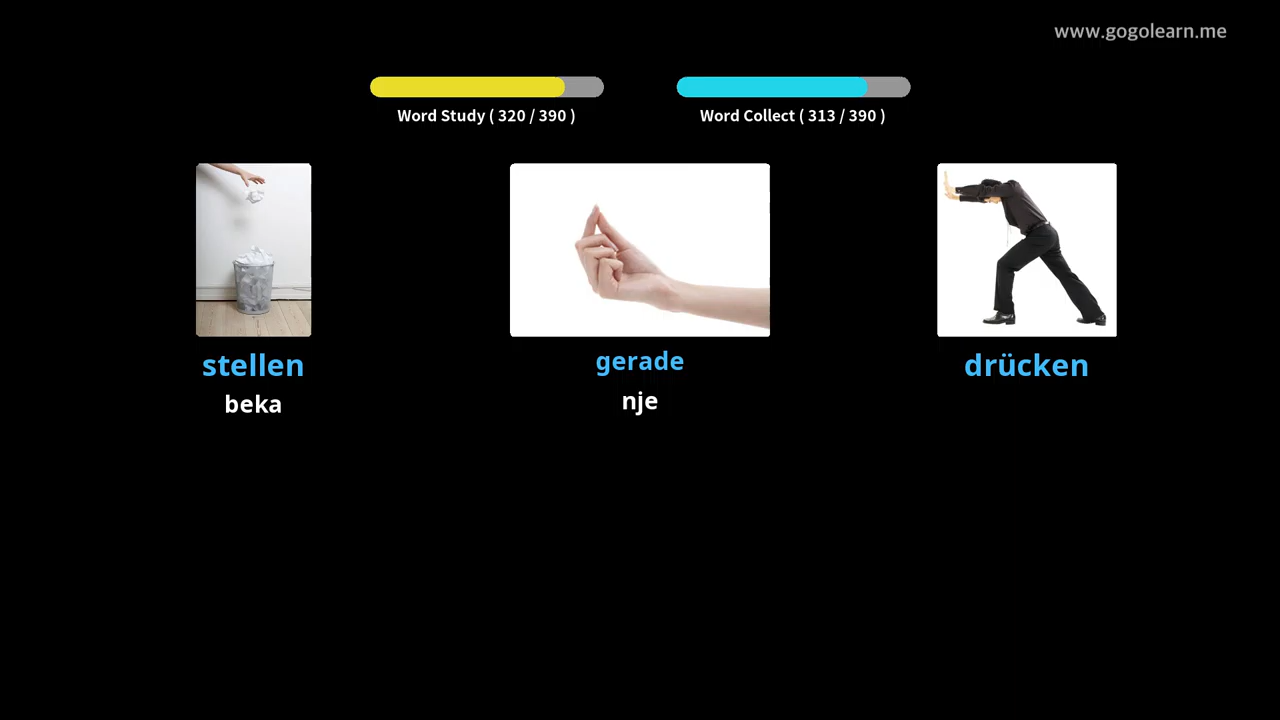 www.gogolearn.me
Word Study ( 320 / 390 )
Word Collect ( 313 / 390 )
stellen
beka
gerade
nje
drücken